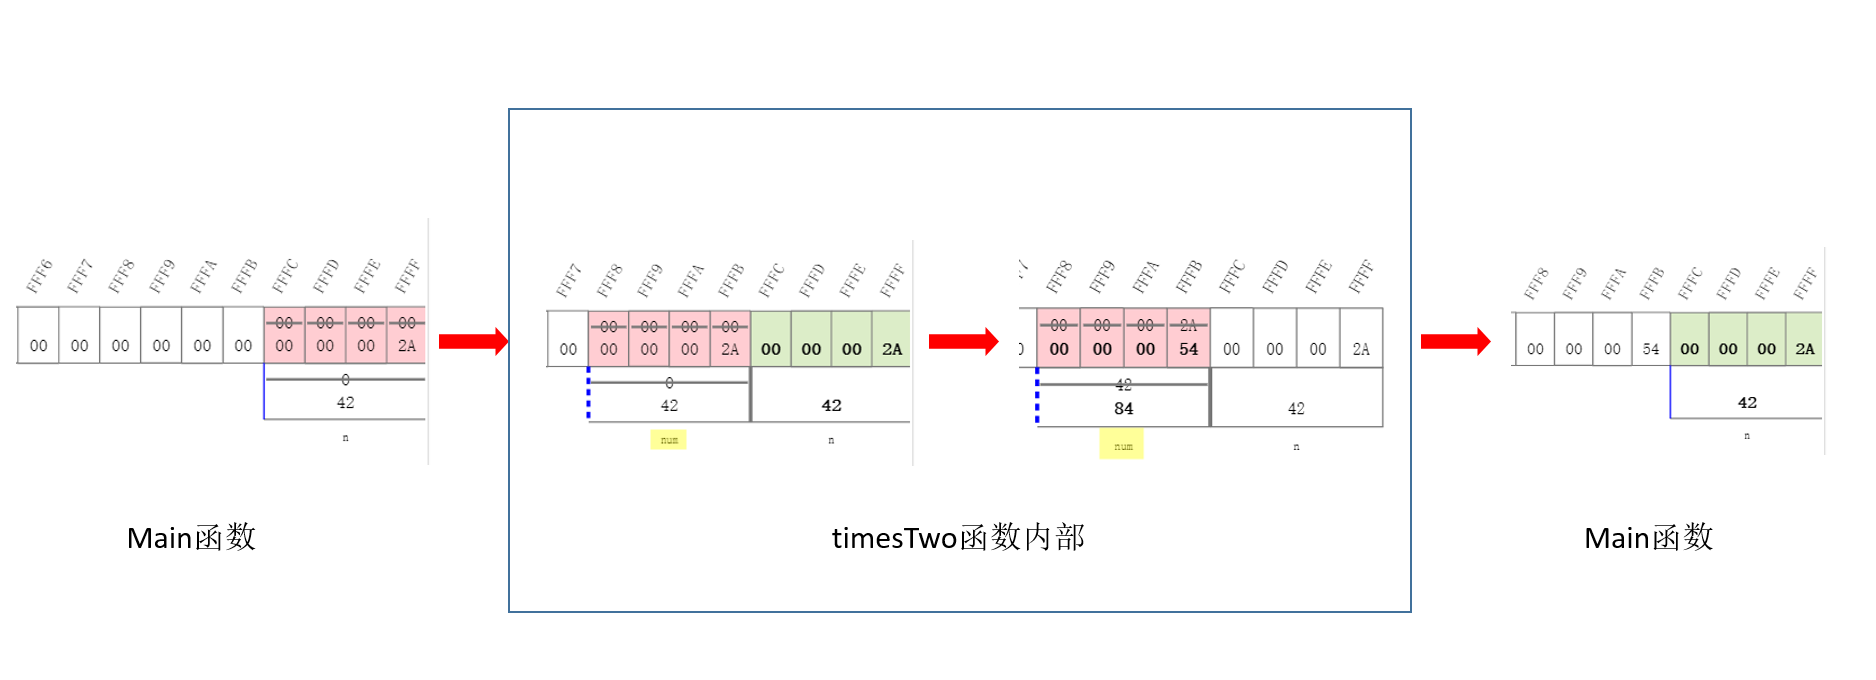 FFF6 FFF7 FFF8 FFF9 FFFA FFFB FFFC FFFD FFFE FFFF
00 00 00 00
00 00 00 00 00 00 00 00 00 2A
0
42
n
Main函数
FFF7 FFF8 FFF9 FFFA FFFB FFFC FFFD FFFE FFFF
00 00 00 00
00 00 00 00 2A 00 00 00 2A
0
42 42
num n
FFF8 FFF9 FFFA FFFB FFFC FFFD FFFE FFFF
00 00 00 2A
00 00 00 54 00 00 00 2A
42
84 42
num n
timesTwo函数内部
FFF8 FFF9 FFFA FFFB FFFC FFFD FFFE FFFF
00 00 00 54 00 00 00 2A
42
n
Main函数